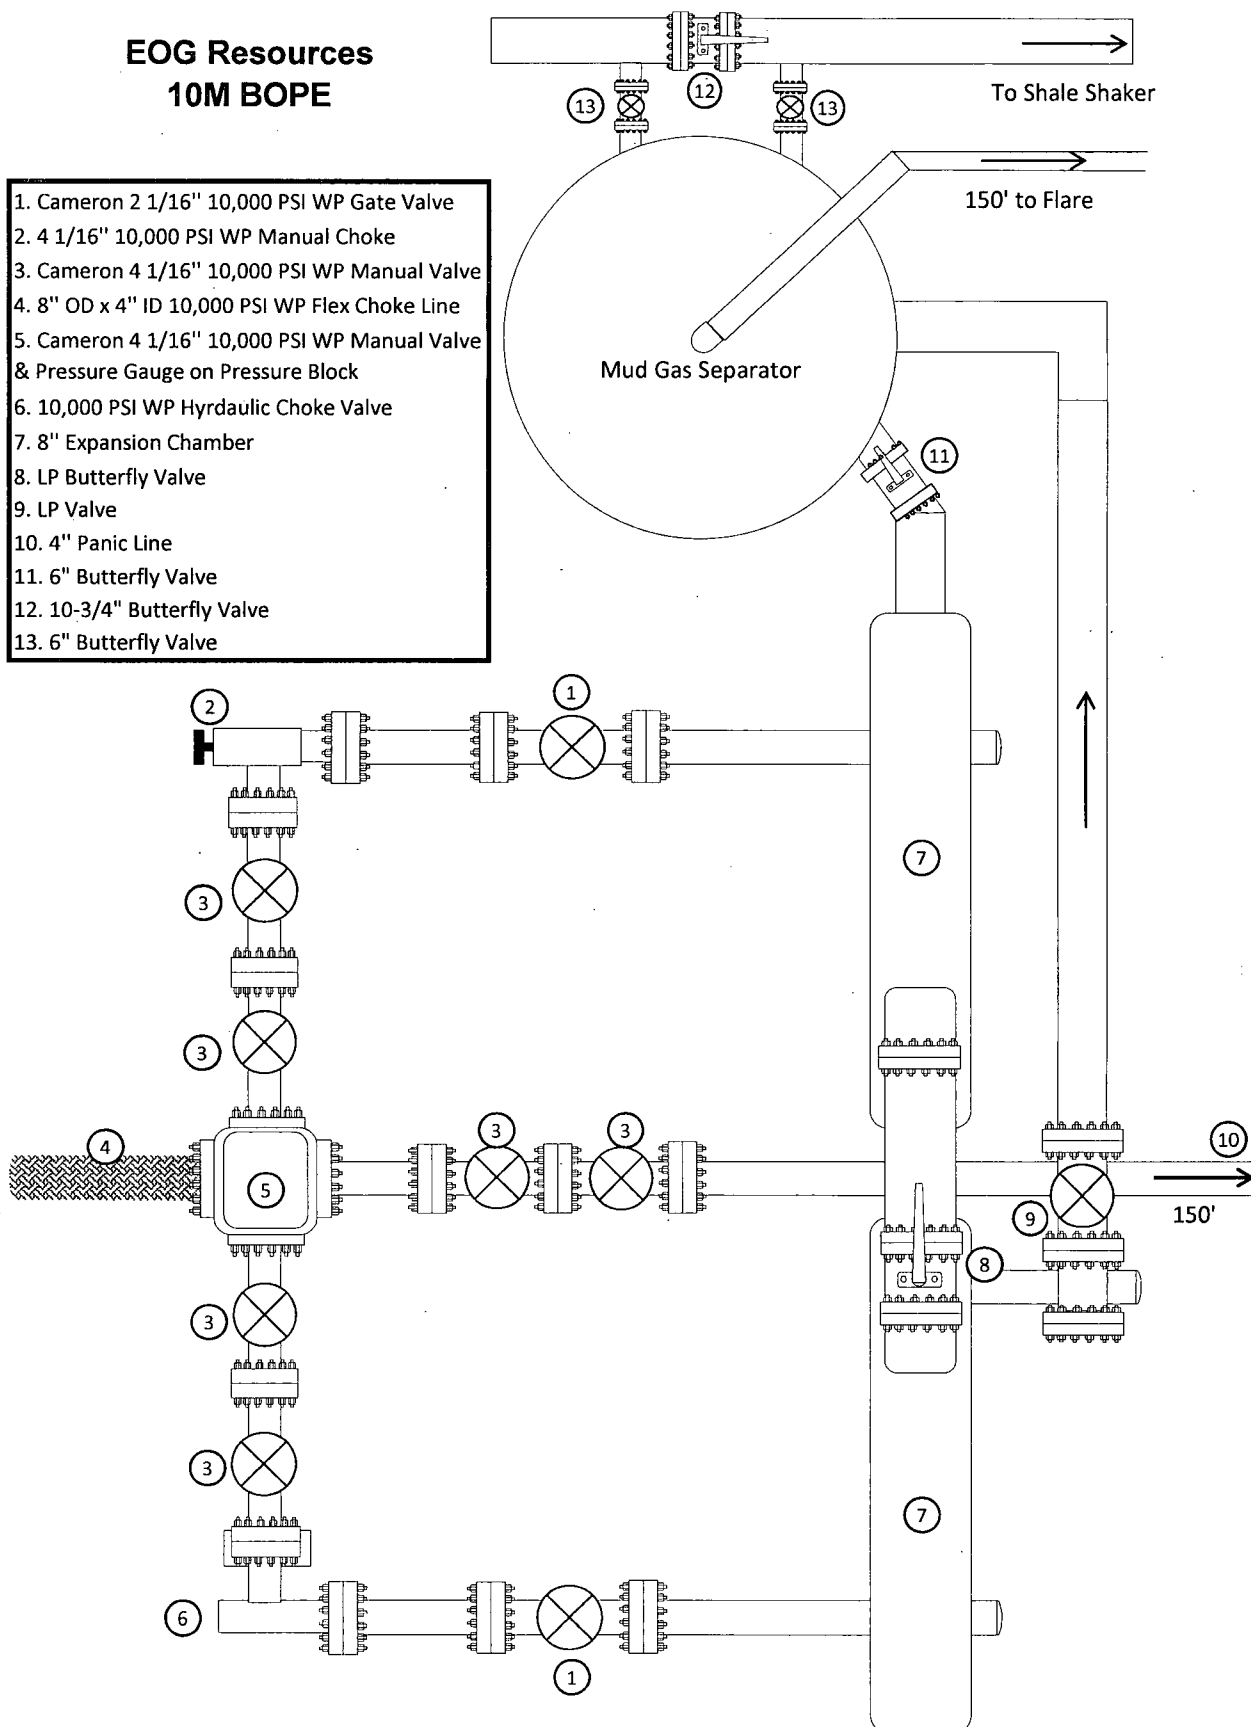 EOG Resources
10M BOPE
12
13
13
To Shale Shaker
150' to Flare
1. Cameron 2 1/16" 10,000 PSI WP Gate Valve
2. 4 1/16" 10,000 PSI WP Manual Choke
3. Cameron 4 1/16" 10,000 PSI WP Manual Valve
4. 8" OD x 4" ID 10,000 PSI WP Flex Choke Line
5. Cameron 4 1/16" 10,000 PSI WP Manual Valve
& Pressure Gauge on Pressure Block
6. 10,000 PSI WP Hyrdaulic Choke Valve
7. 8" Expansion Chamber
8. LP Butterfly Valve
9. LP Valve
10. 4" Panic Line
11. 6" Butterfly Valve
12. 10-3/4" Butterfly Valve
13. 6" Butterfly Valve
Mud Gas Separator
11
1
2
7
3
3
4
3
3
10
5
9
150'
8
3
3
7
6
1